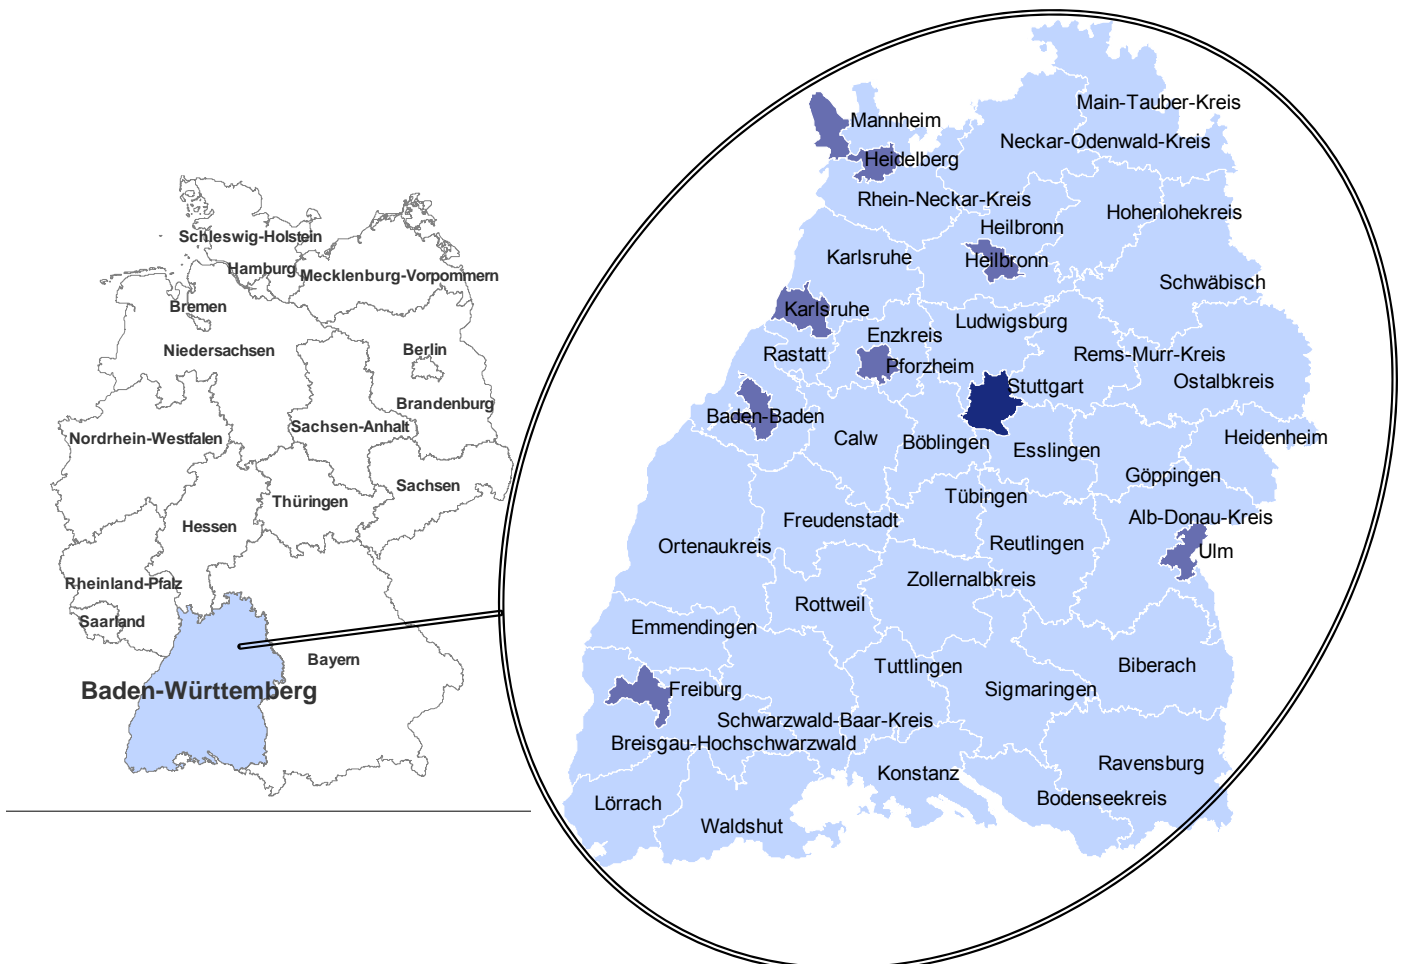 Schleswig-Holstein
Hamburg
Mecklenburg-Vorpommern
Bremen
Niedersachsen
Berlin
Brandenburg
Sachsen-Anhalt
Nordrhein-Westfalen
Sachsen
Thüringen
Hessen
Rheinland-Pfalz
Saarland
Bayern
Baden-Württemberg
Main-Tauber-Kreis
Mannheim
Neckar-Odenwald-Kreis
Heidelberg
Rhein-Neckar-Kreis
Hohenlohekreis
Heilbronn
Karlsruhe
Heilbronn
Schwäbisch
Karlsruhe
Ludwigsburg
Enzkreis
Rastatt
Rems-Murr-Kreis
Pforzheim
Ostalbkreis
Stuttgart
Baden-Baden
Calw
Böblingen
Esslingen
Heidenheim
Göppingen
Tübingen
Freudenstadt
Alb-Donau-Kreis
Ortenaukreis
Reutlingen
Ulm
Zollernalbkreis
Rottweil
Emmendingen
Tuttlingen
Biberach
Freiburg
Sigmaringen
Schwarzwald-Baar-Kreis
Breisgau-Hochschwarzwald
Konstanz
Ravensburg
Bodenseekreis
Lörrach
Waldshut